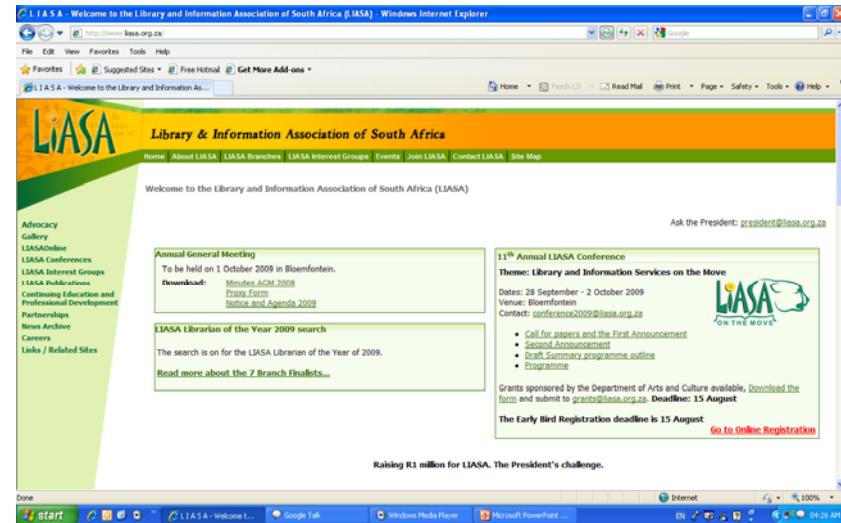 L I A S A - Welcome to the Library and Information Association of South Africa (LIASA) - Windows Internet Explorer
http://www.liasa.org.za/
Google
File Edit View Favorites Tools Help
Favorites Suggested Sites Free Hotmail Get More Add-ons
L I A S A - Welcome to the Library and Information As...
Home Feeds (J) Read Mail Print Page Safety Tools Help
LIASA
Library & Information Association of South Africa
Home About LIASA LIASA Branches LIASA Interest Groups Events Join LIASA Contact LIASA Site Map
Welcome to the Library and Information Association of South Africa (LIASA)
Ask the President: president@liasa.org.za
Advocacy
Gallery
LIASAOnline
LIASA Conferences
LIASA Interest Groups
LIASA Publications
Continuing Education and
Professional Development
Partnerships
News Archive
Careers
Links / Related Sites
Annual General Meeting
To be held on 1 October 2009 in Bloemfontein.
Download: Minutes AGM 2008
Proxy Form
Notice and Agenda 2009
LIASA Librarian of the Year 2009 search
The search is on for the LIASA Librarian of the Year of 2009.
Read more about the 7 Branch Finalists...
11th Annual LIASA Conference
Theme: Library and Information Services on the Move
Dates: 28 September - 2 October 2009
Venue: Bloemfontein
Contact: conference2009@liasa.org.za
LIASA
ON THE MOVE
Call for papers and the First Announcement
Second Announcement
Draft Summary programme outline
Programme
Grants sponsored by the Department of Arts and Culture available, Download the
form and submit to grants@liasa.org.za. Deadline: 15 August
The Early Bird Registration deadline is 15 August
Go to Online Registration
Raising R1 million for LIASA. The President's challenge.
Done Internet 100%
start L I A S A - Welcome t... Google Talk Windows Media Player Microsoft PowerPoint ... EN 04:26 AM